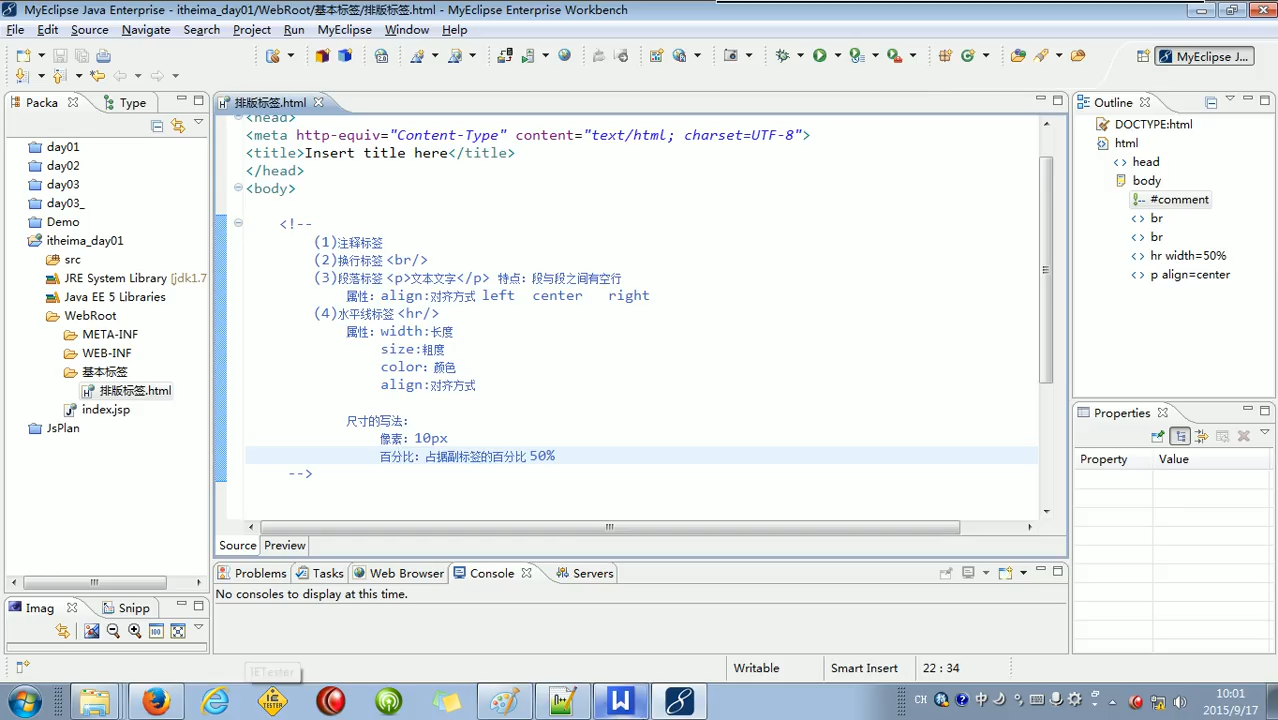 MyEclipse Java Enterprise - itheima_day01/WebRoot/基本标签/排版标签.html - MyEclipse Enterprise Workbench
File Edit Source Navigate Search Project Run MyEclipse Window Help
MyEclipse J...
Packa Type
day01
day02
day03
day03_
Demo
itheima_day01
src
JRE System Library [jdk1.7
Java EE 5 Libraries
WebRoot
META-INF
WEB-INF
基本标签
排版标签.html
index.jsp
JsPlan
Imag Snipp
排版标签.html
<head>
<meta http-equiv="Content-Type" content="text/html; charset=UTF-8">
<title>Insert title here</title>
</head>
<body>
<!--
(1)注释标签
(2)换行标签 <br/>
(3)段落标签 <p>文本文字</p> 特点：段与段之间有空行
属性：align:对齐方式 left center right
(4)水平线标签 <hr/>
属性：width:长度
size:粗度
color：颜色
align:对齐方式
尺寸的写法：
像素：10px
百分比：占据副标签的百分比 50%
-->
Source Preview
Problems Tasks Web Browser Console Servers
No consoles to display at this time.
Outline
DOCTYPE:html
html
head
body
#comment
br
br
hr width=50%
p align=center
Properties
Property Value
IETester
Writable Smart Insert 22 : 34
IE
TESTER
W
CH
中
10:01
2015/9/17